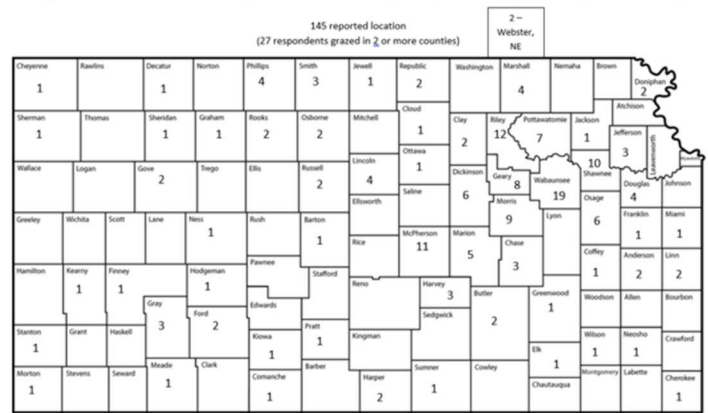 145 reported location
(27 respondents grazed in 2 or more counties)
2 –
Webster,
NE
Cheyenne
1
Rawlins
Decatur
1
Norton
Phillips
4
Smith
3
Jewell
1
Republic
2
Washington
Marshall
4
Nemaha
Brown
Doniphan
2
Atchison
Sherman
1
Thomas
Sheridan
1
Graham
1
Rooks
2
Osborne
2
Mitchell
Cloud
1
Clay
2
Riley
12
Pottawatomie
7
Jackson
1
Jefferson
3
Leavenworth
Wallace
Logan
Gove
2
Trego
Ellis
Russell
2
Lincoln
4
Ottawa
1
Saline
Dickinson
6
Geary
8
Wabaunsee
19
10
Shawnee
Douglas
4
Johnson
Ellsworth
Morris
9
Lyon
Osage
6
Greeley
Wichita
Scott
Lane
Ness
1
Rush
Barton
1
Rice
McPherson
11
Marion
5
Chase
3
Franklin
1
Miami
1
Coffey
1
Anderson
2
Linn
2
Hamilton
Kearny
1
Finney
1
Hodgeman
1
Pawnee
Stafford
Reno
Harvey
3
Butler
2
Greenwood
1
Woodson
Allen
Bourbon
Gray
3
Ford
2
Edwards
Sedgwick
Stanton
1
Grant
Haskell
Kiowa
1
Pratt
1
Kingman
Wilson
1
Neosho
1
Crawford
Elk
1
Morton
1
Stevens
Seward
Meade
1
Clark
Comanche
1
Barber
Harper
2
Sumner
1
Cowley
Chautauqua
Montgomery
Labette
Cherokee
1